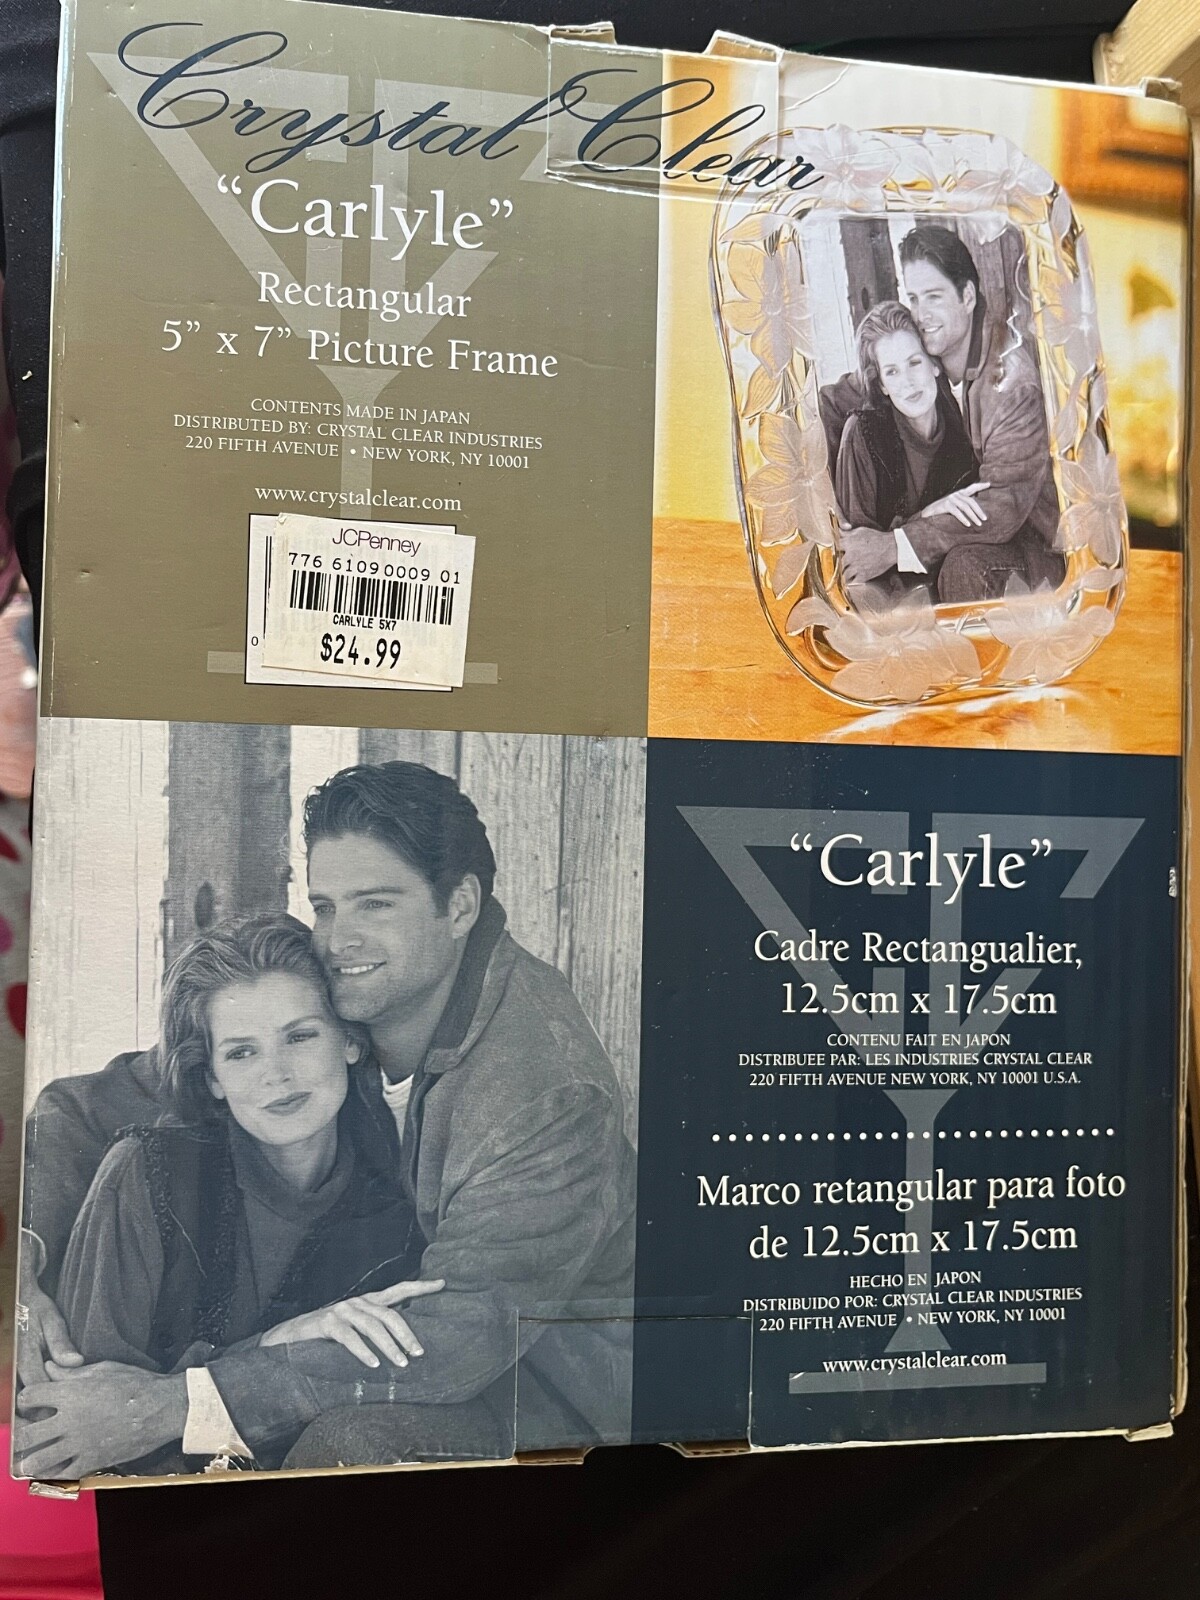 Crystal Clear
“Carlyle”
Rectangular
5” x 7” Picture Frame
CONTENTS MADE IN JAPAN
DISTRIBUTED BY: CRYSTAL CLEAR INDUSTRIES
220 FIFTH AVENUE • NEW YORK, NY 10001
www.crystalclear.com
JCPenney
776 61090009 01
CARLYLE 5X7
$24.99
0
“Carlyle”
Cadre Rectangualier,
12.5cm x 17.5cm
CONTENU FAIT EN JAPON
DISTRIBUEE PAR: LES INDUSTRIES CRYSTAL CLEAR
220 FIFTH AVENUE NEW YORK, NY 10001 U.S.A.
Marco retangular para foto
de 12.5cm x 17.5cm
HECHO EN JAPON
DISTRIBUIDO POR: CRYSTAL CLEAR INDUSTRIES
220 FIFTH AVENUE • NEW YORK, NY 10001
www.crystalclear.com